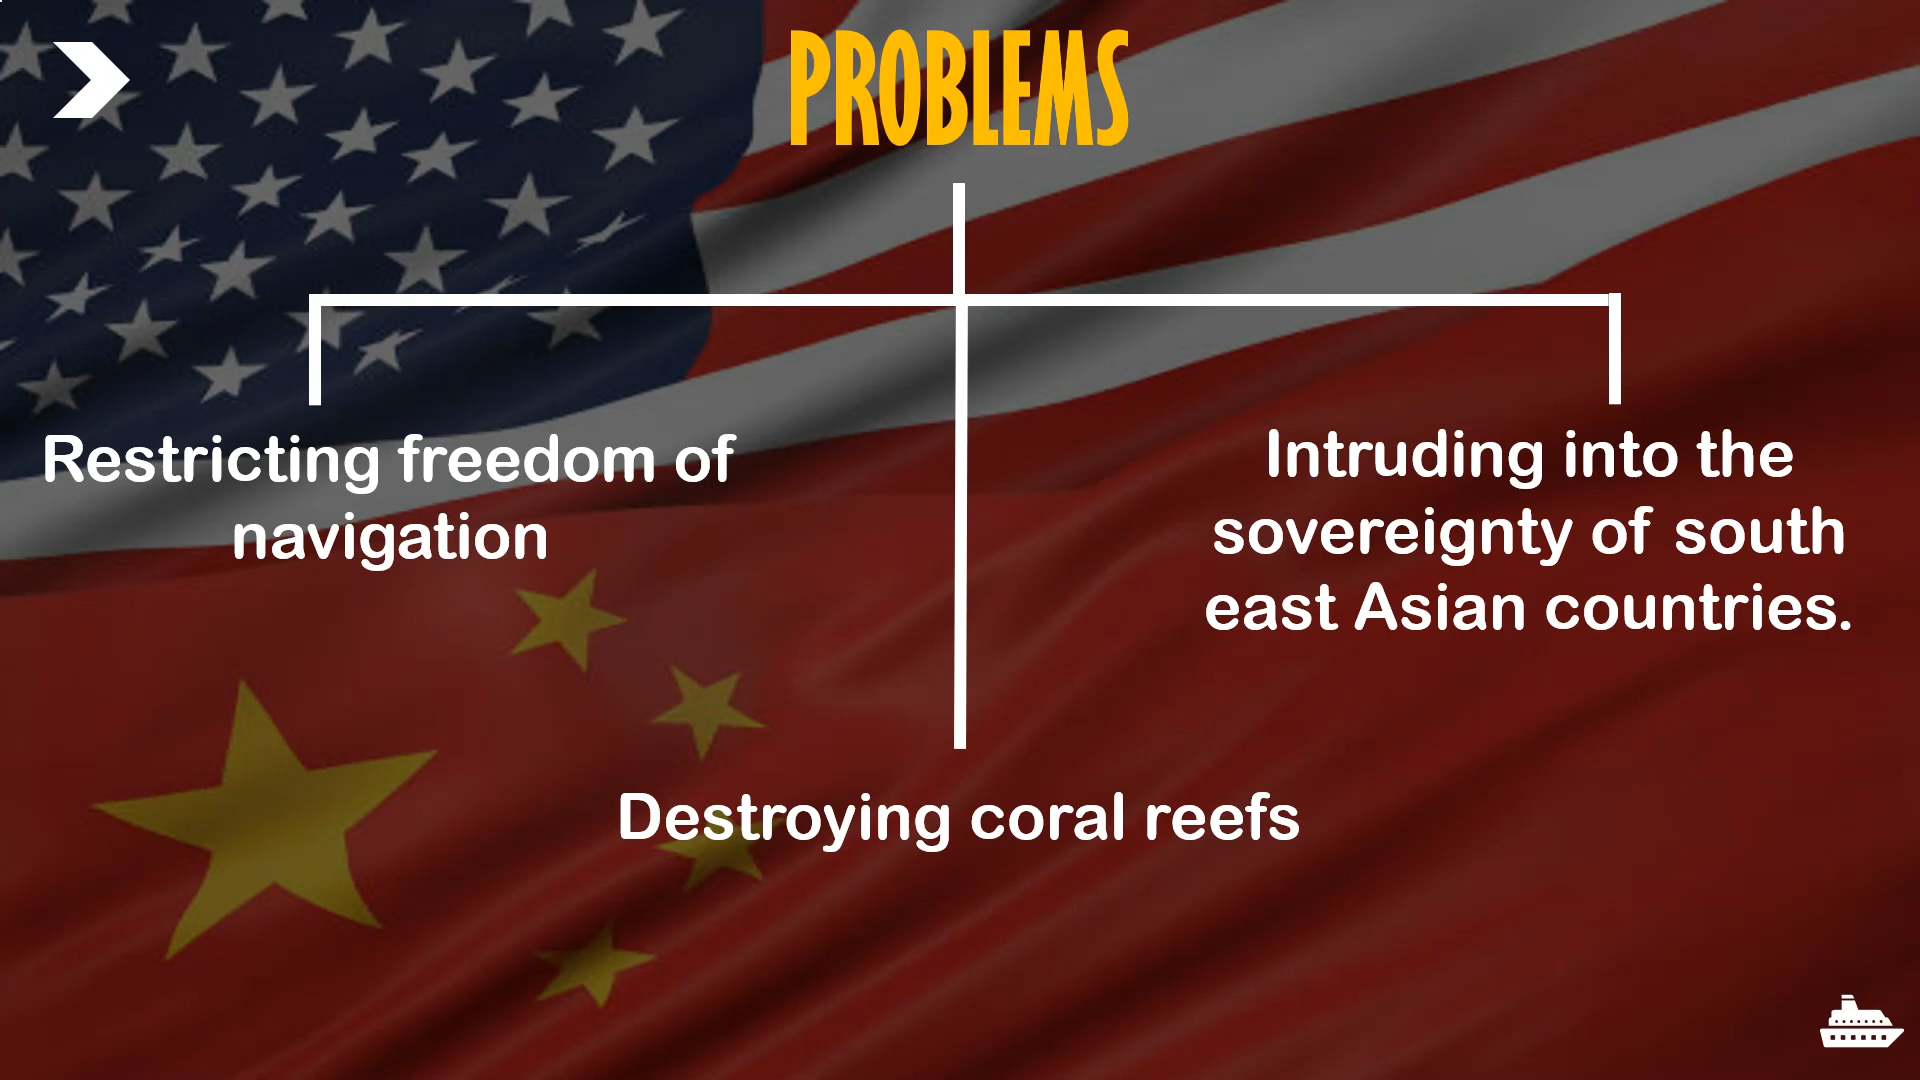 PROBLEMS
Restricting freedom of
navigation
Intruding into the
sovereignty of south
east Asian countries.
Destroying coral reefs